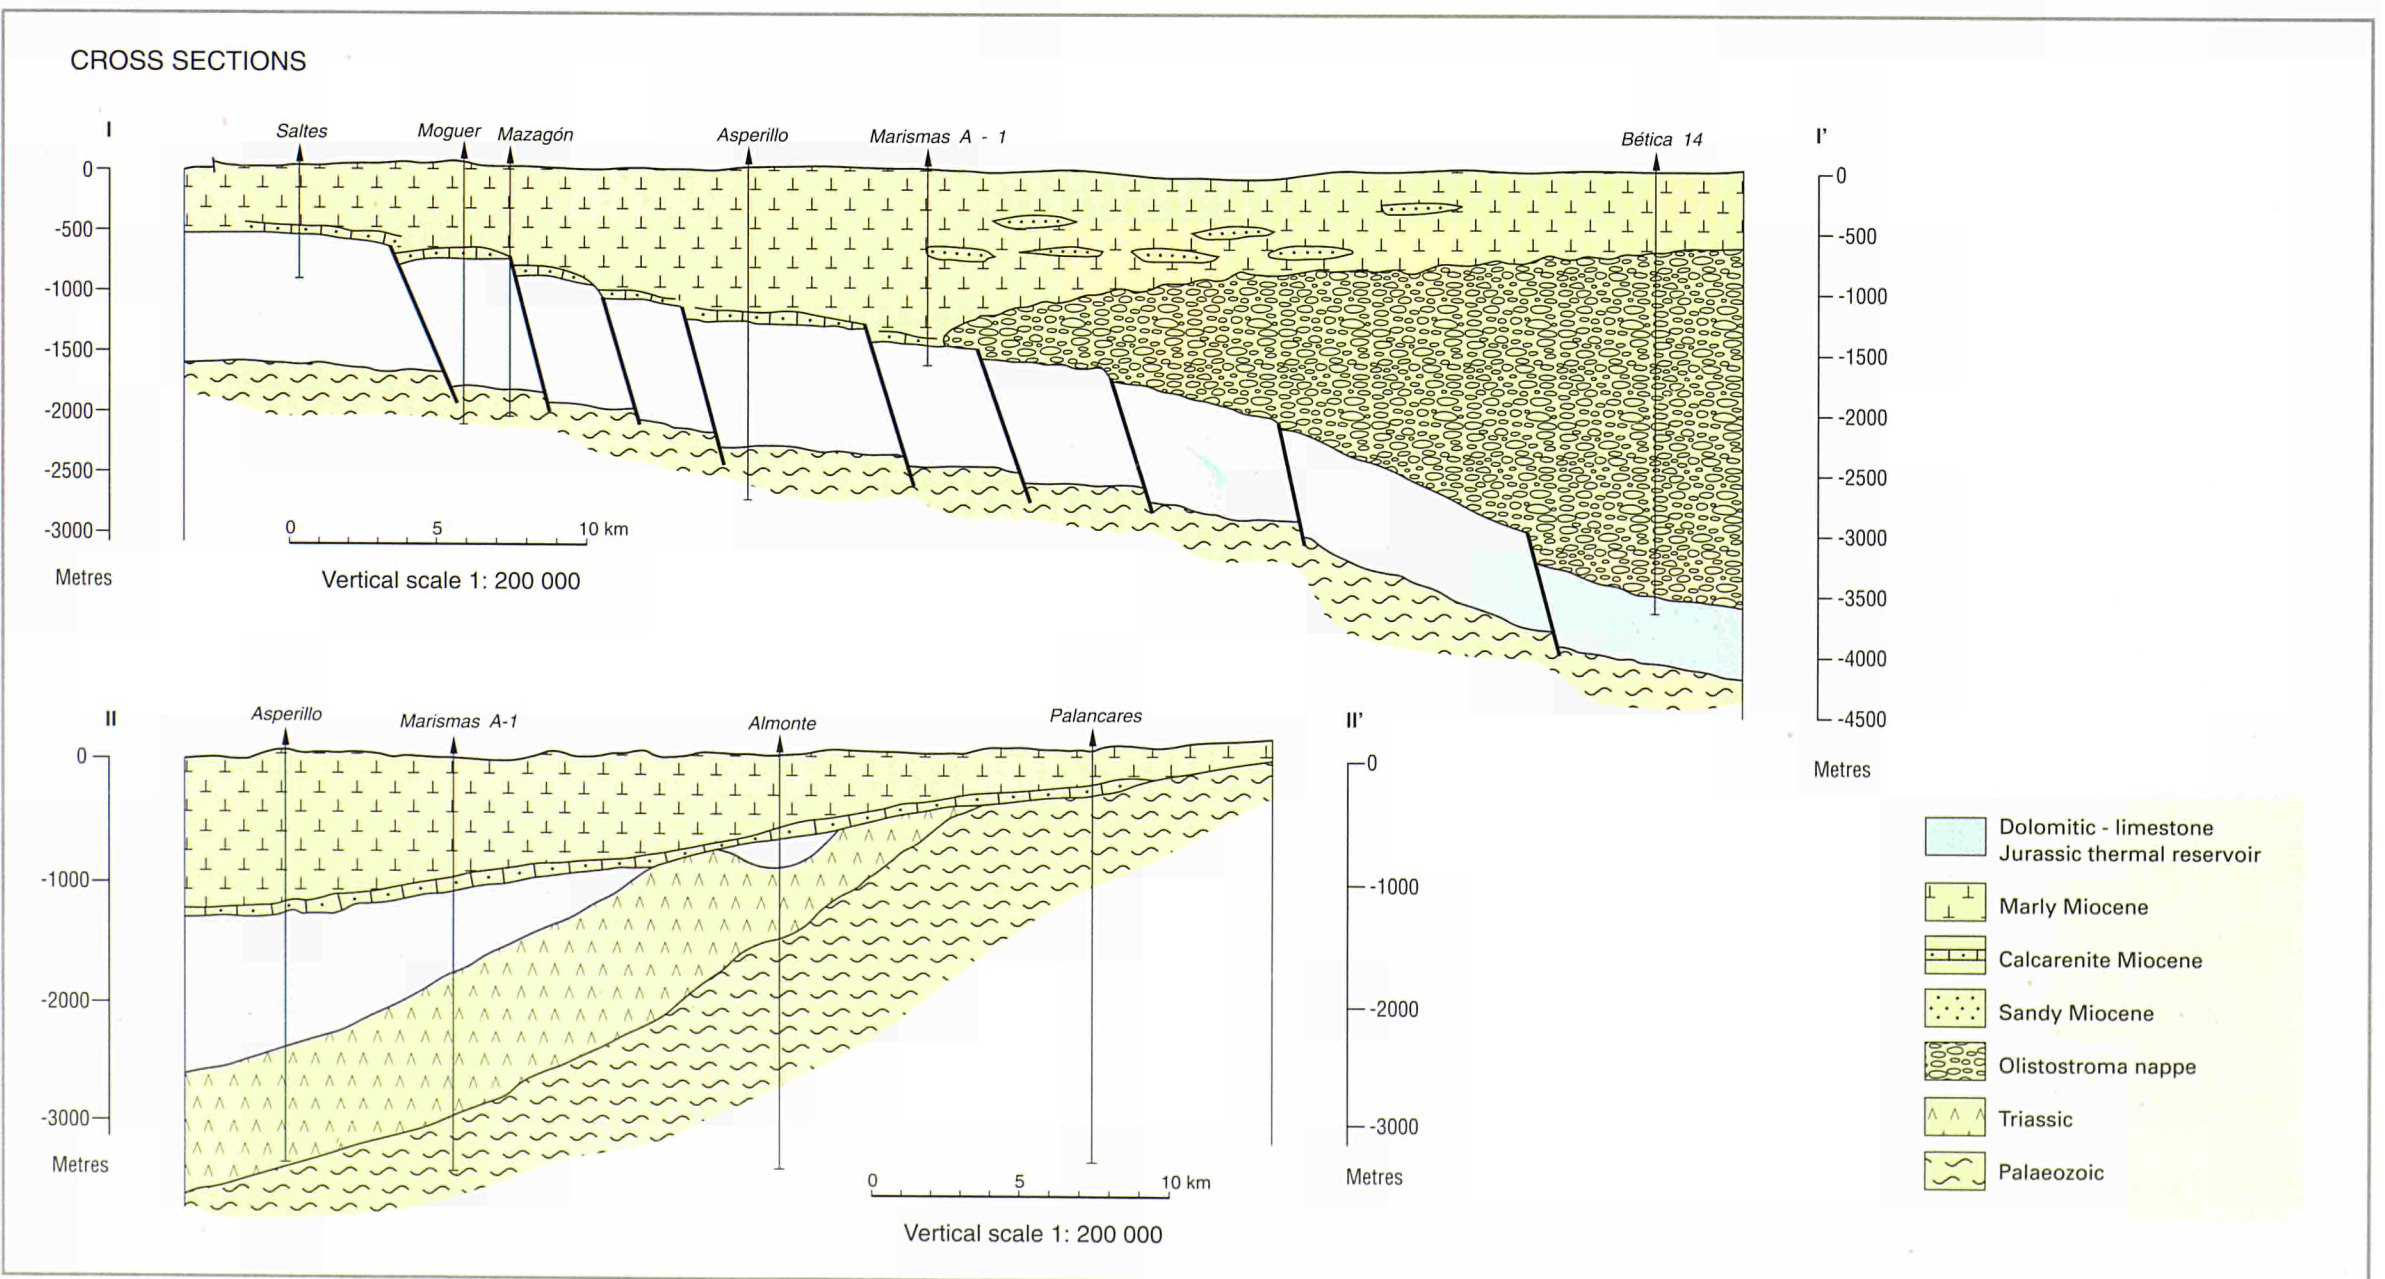 CROSS SECTIONS
I
Saltes
Moguer
Mazagón
Asperillo
Marismas A - 1
Bética 14
I'
0
-500
-1000
-1500
-2000
-2500
-3000
Metres
0 5 10 km
Vertical scale 1: 200 000
0
-500
-1000
-1500
-2000
-2500
-3000
-3500
-4000
-4500
Metres
II
Asperillo
Marismas A-1
Almonte
Palancares
II'
0
-1000
-2000
-3000
Metres
0
-1000
-2000
-3000
Metres
0 5 10 km
Vertical scale 1: 200 000
Dolomitic - limestone
Jurassic thermal reservoir
Marly Miocene
Calcarenite Miocene
Sandy Miocene
Olistostroma nappe
Triassic
Palaeozoic